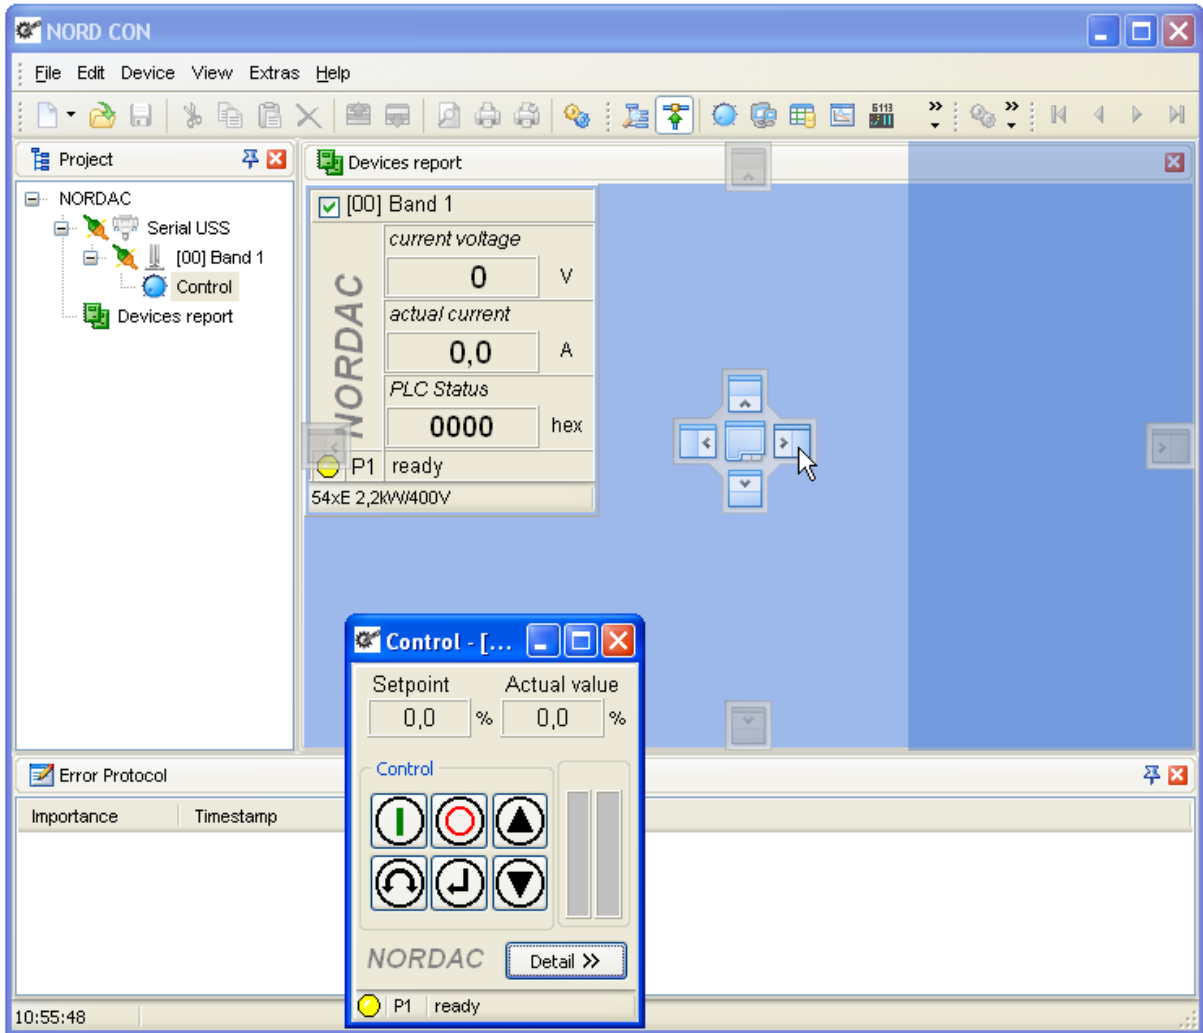 NORD CON
File Edit Device View Extras Help
Project
Devices report
NORDAC
Serial USS
[00] Band 1
Control
Devices report
[00] Band 1
NORDAC
current voltage
0 V
actual current
0,0 A
PLC Status
0000 hex
P1 ready
54xE 2,2kW/400V
Control - [...
Setpoint Actual value
0,0 % 0,0 %
Control
NORDAC Detail >>
P1 ready
Error Protocol
Importance Timestamp
10:55:48